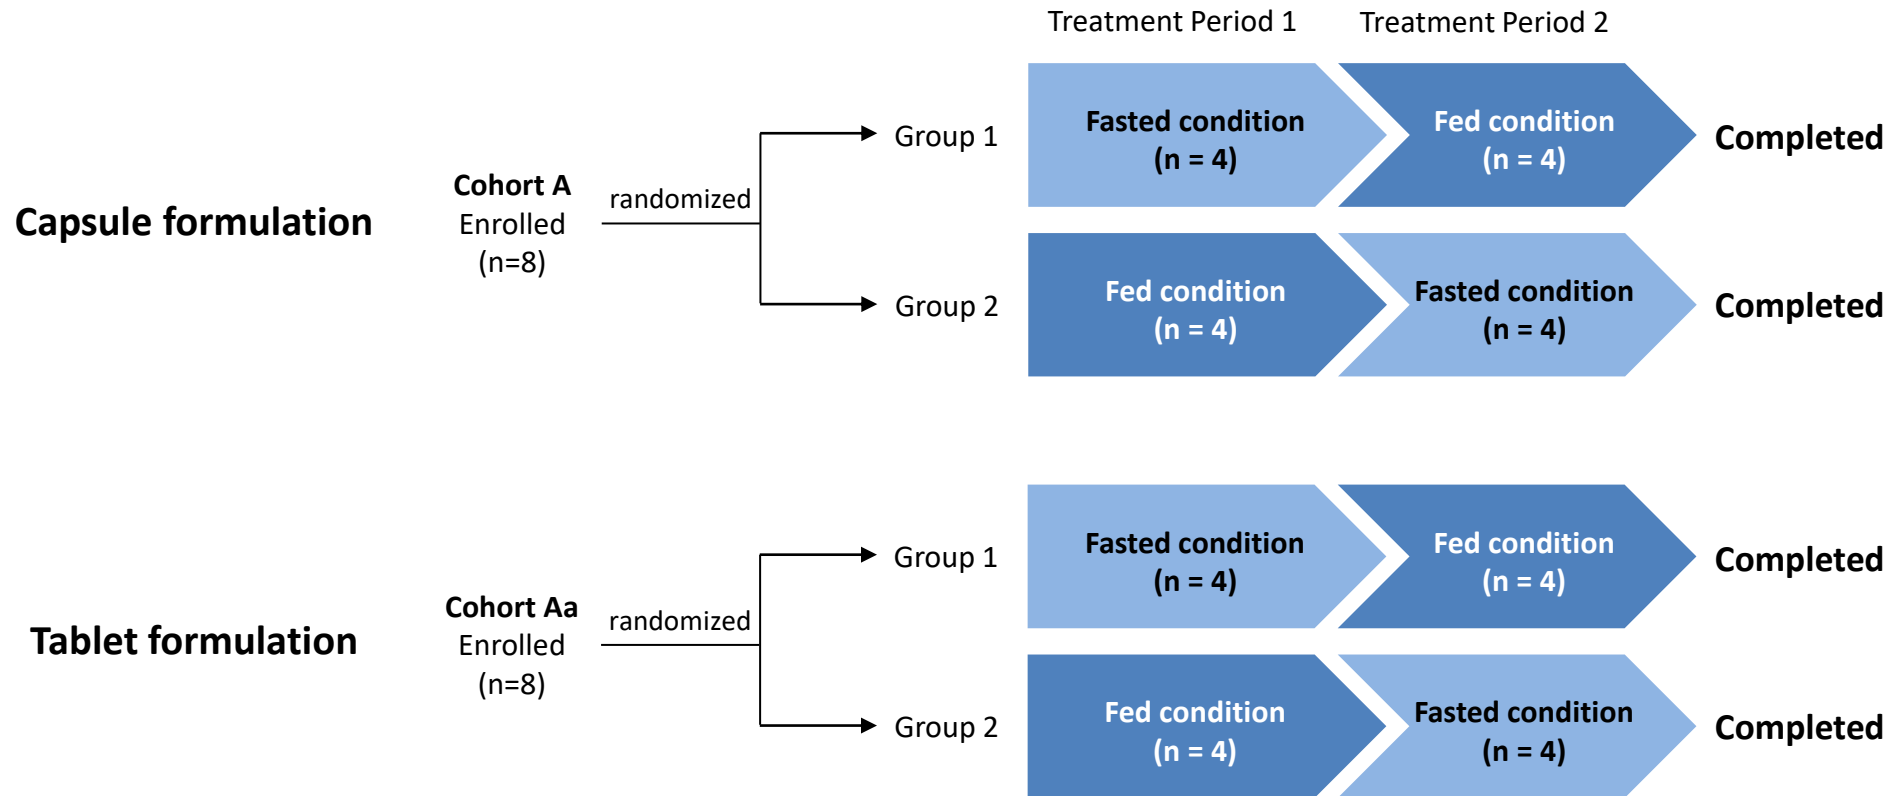 Treatment Period 1
Treatment Period 2
Capsule formulation
Cohort A
Enrolled
(n=8)
randomized
Group 1
Fasted condition
(n = 4)
Fed condition
(n = 4)
Completed
Group 2
Fed condition
(n = 4)
Fasted condition
(n = 4)
Completed
Tablet formulation
Cohort Aa
Enrolled
(n=8)
randomized
Group 1
Fasted condition
(n = 4)
Fed condition
(n = 4)
Completed
Group 2
Fed condition
(n = 4)
Fasted condition
(n = 4)
Completed